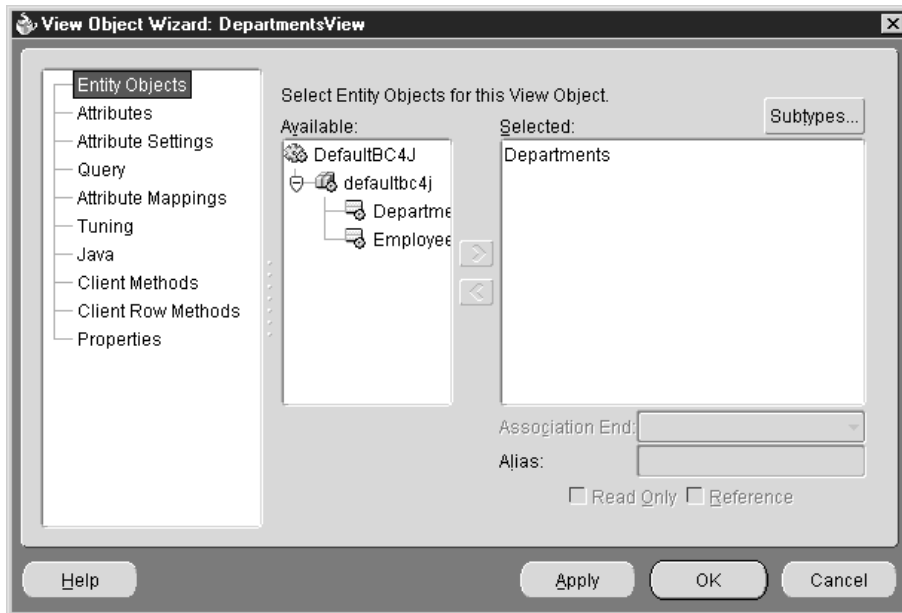 View Object Wizard: DepartmentsView
Entity Objects
Attributes
Attribute Settings
Query
Attribute Mappings
Tuning
Java
Client Methods
Client Row Methods
Properties
Select Entity Objects for this View Object.
Available:
DefaultBC4J
defaultbc4j
Departme
Employee
Selected:
Subtypes...
Departments
Association End:
Alias:
Read Only
Reference
Help
Apply
OK
Cancel